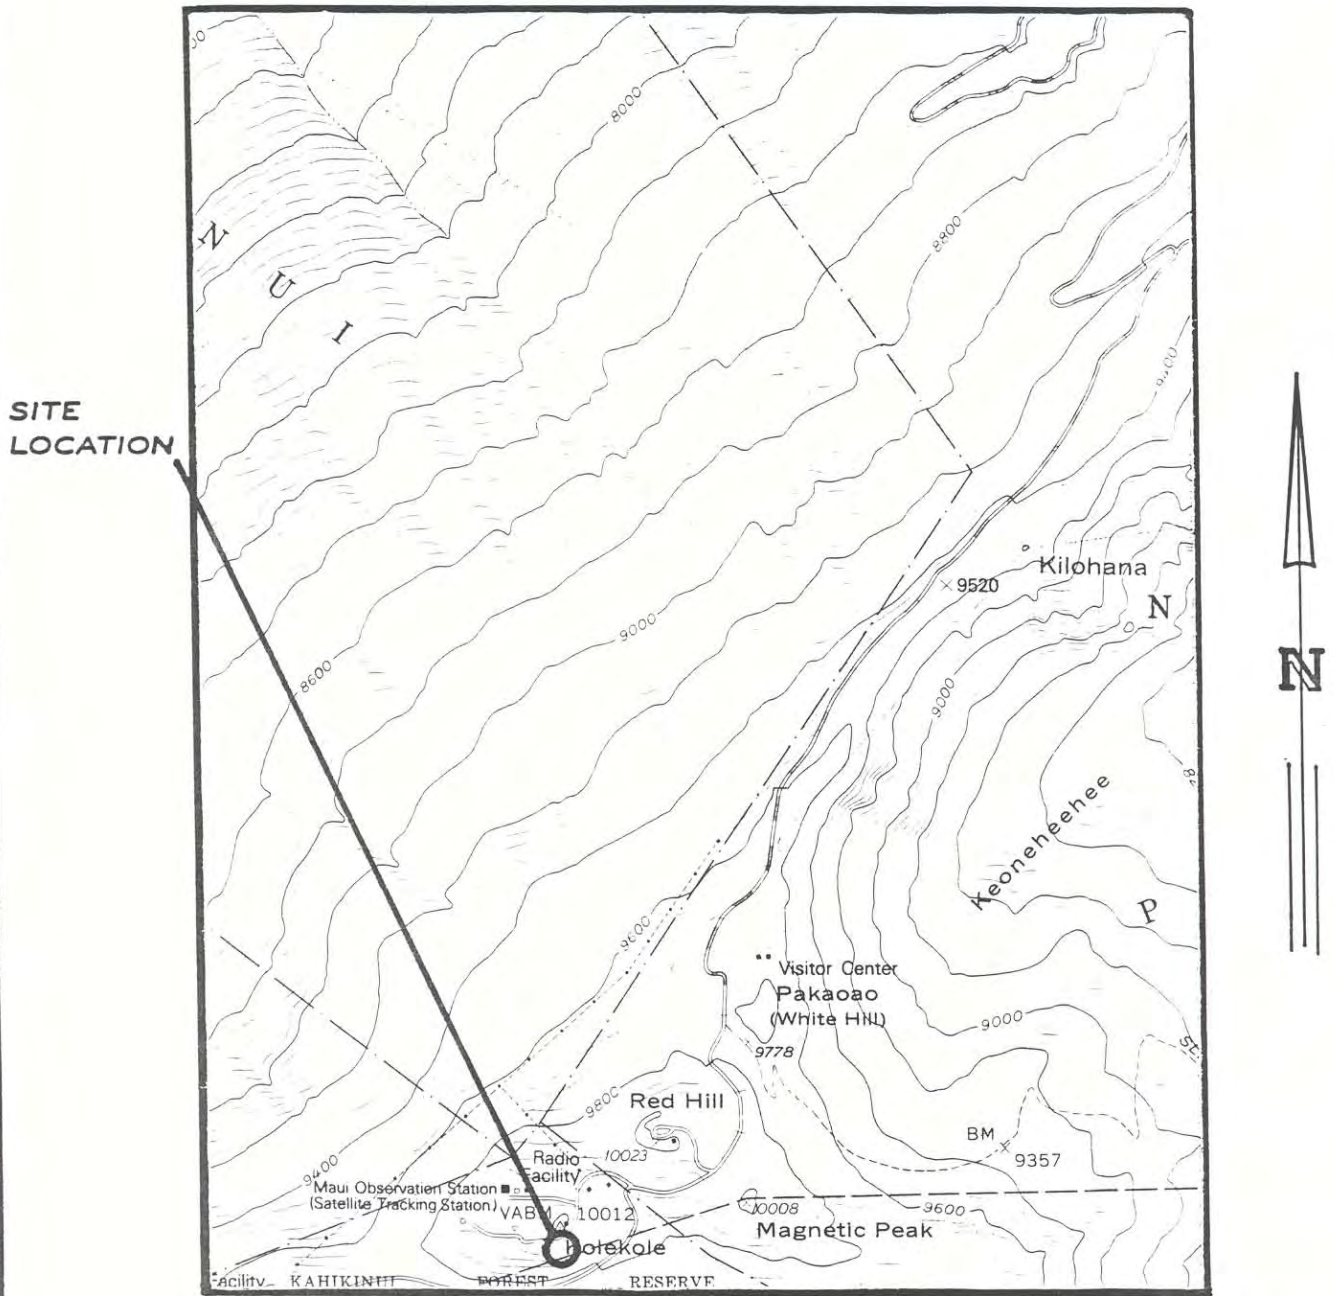 8000
N
U
I
8800
SITE
LOCATION
Kilohana
9520
N
9000
8600
9000
N
Keoneheehee
P
9600
Visitor Center
Pakaoao
(White Hill)
9000
9778
9800
Red Hill
BM
9357
Radio
10023
9400
Maui Observation Station
(Satellite Tracking Station)
VABM
10012
10008
9600
Magnetic Peak
KAHIKINUI FOREST RESERVE